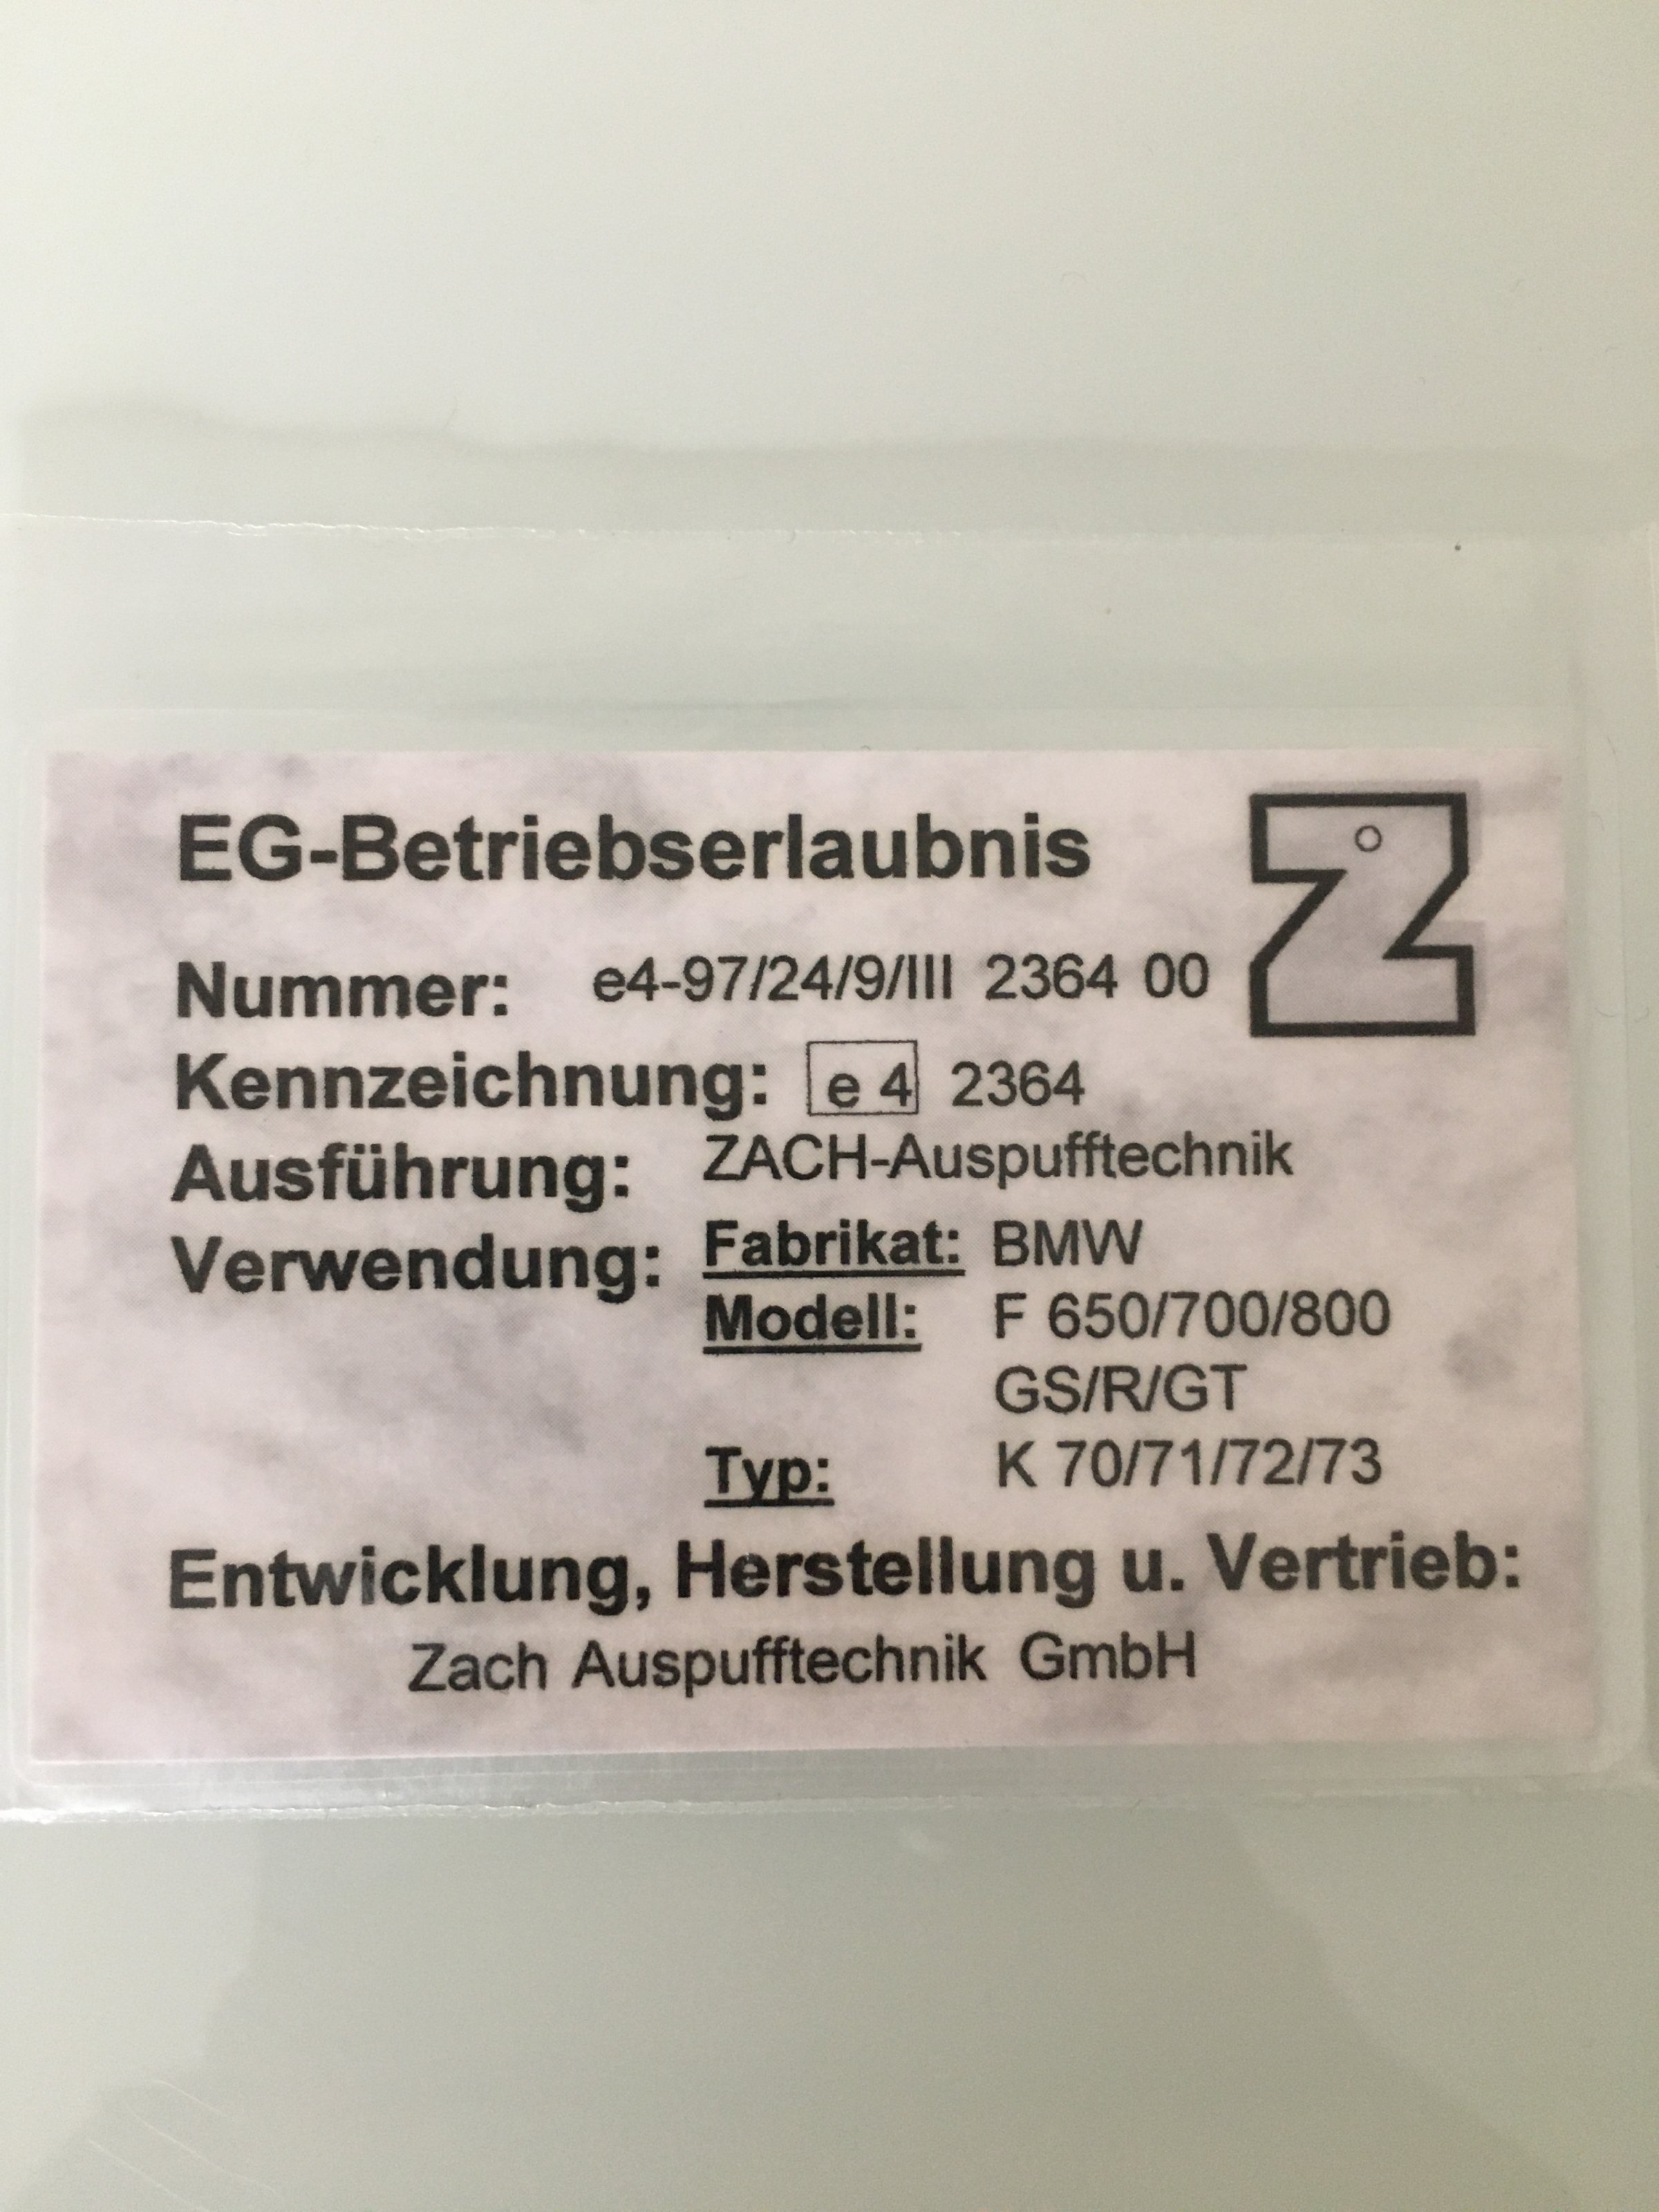 EG-Betriebserlaubnis
Nummer: e4-97/24/9/III 2364 00
Kennzeichnung: e 4 2364
Ausführung: ZACH-Auspufftechnik
Verwendung: Fabrikat: BMW
Modell: F 650/700/800
GS/R/GT
Typ: K 70/71/72/73
Entwicklung, Herstellung u. Vertrieb:
Zach Auspufftechnik GmbH
Z